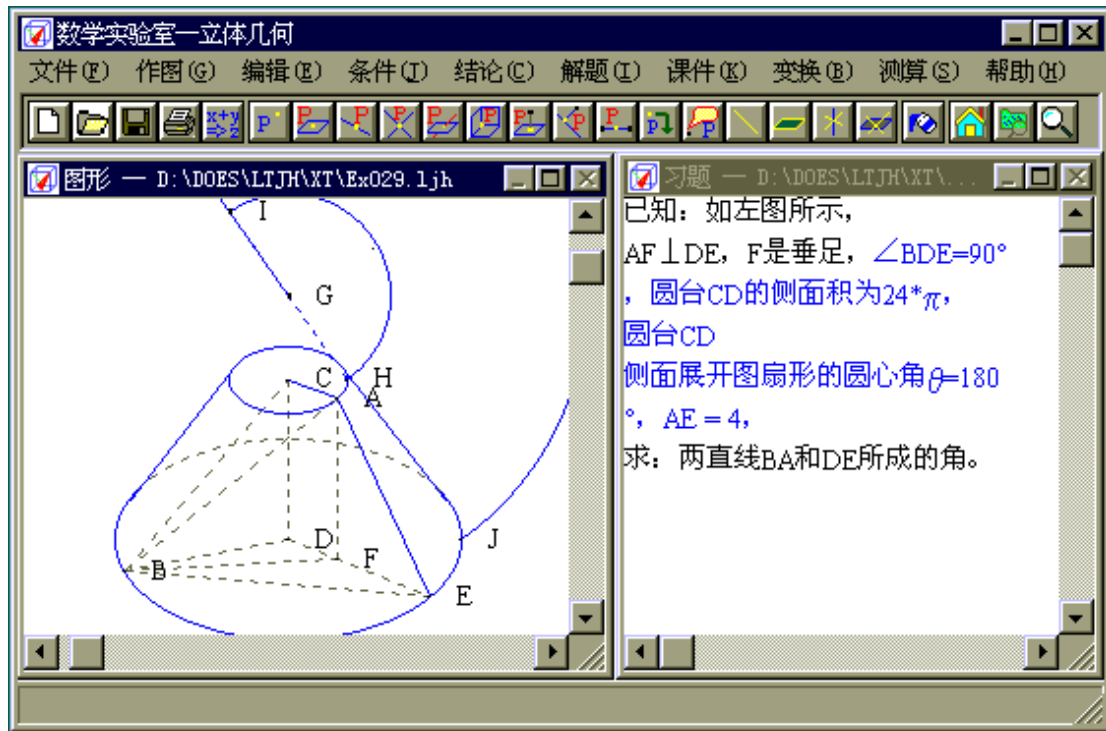 数学实验室—立体几何
文件(F) 作图(G) 编辑(E) 条件(T) 结论(C) 解题(I) 课件(K) 变换(B) 测算(S) 帮助(H)
图形 — D:\DOES\LTJH\XT\Ex029.ljh
习题 — D:\DOES\LTJH\XT\...
I
G
C H
A
D
F
B
J
E
已知：如左图所示，
AF⊥DE，F是垂足，∠BDE=90°
，圆台CD的侧面积为24*π，
圆台CD
侧面展开图扇形的圆心角θ=180
°，AE = 4，
求：两直线BA和DE所成的角。